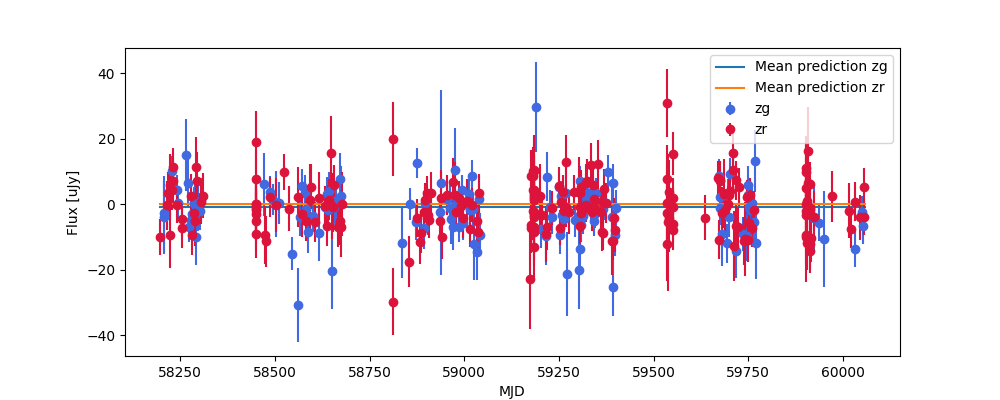 Flux [uJy]
40
20
0
−20
−40
58250
58500
58750
59000
59250
59500
59750
60000
MJD
Mean prediction zg
Mean prediction zr
zg
zr